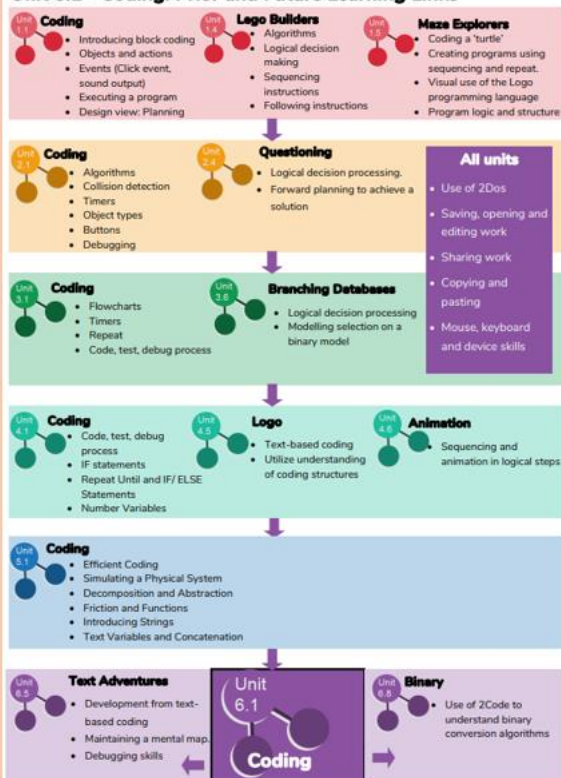 Unit
1.1
Coding
• Introducing block coding
• Objects and actions
• Events (Click event,
sound output)
• Executing a program
• Design view: Planning
Unit
1.4
Lego Builders
• Algorithms
• Logical decision
making
• Sequencing
instructions
• Following instructions
Unit
1.5
Maze Explorers
• Coding a 'turtle'
• Creating programs using
sequencing and repeat.
• Visual use of the Logo
programming language
• Program logic and structure
Unit
2.1
Coding
• Algorithms
• Collision detection
• Timers
• Object types
• Buttons
• Debugging
Unit
2.4
Questioning
• Logical decision processing.
• Forward planning to achieve a
solution
All units
• Use of 2Dos
• Saving, opening and
editing work
• Sharing work
• Copying and
pasting
• Mouse, keyboard
and device skills
Unit
3.1
Coding
• Flowcharts
• Timers
• Repeat
• Code, test, debug process
Unit
3.6
Branching Databases
• Logical decision processing
• Modelling selection on a
binary model
Unit
4.1
Coding
• Code, test, debug
process
• IF statements
• Repeat Until and IF/ ELSE
Statements
• Number Variables
Unit
4.5
Logo
• Text-based coding
• Utilize understanding
of coding structures
Unit
4.6
Animation
• Sequencing and
animation in logical steps
Unit
5.1
Coding
• Efficient Coding
• Simulating a Physical System
• Decomposition and Abstraction
• Friction and Functions
• Introducing Strings
• Text Variables and Concatenation
Unit
6.5
Text Adventures
• Development from text-
based coding
• Maintaining a mental map.
• Debugging skills
Unit
6.1
Coding
Unit
6.8
Binary
• Use of 2Code to
understand binary
conversion algorithms